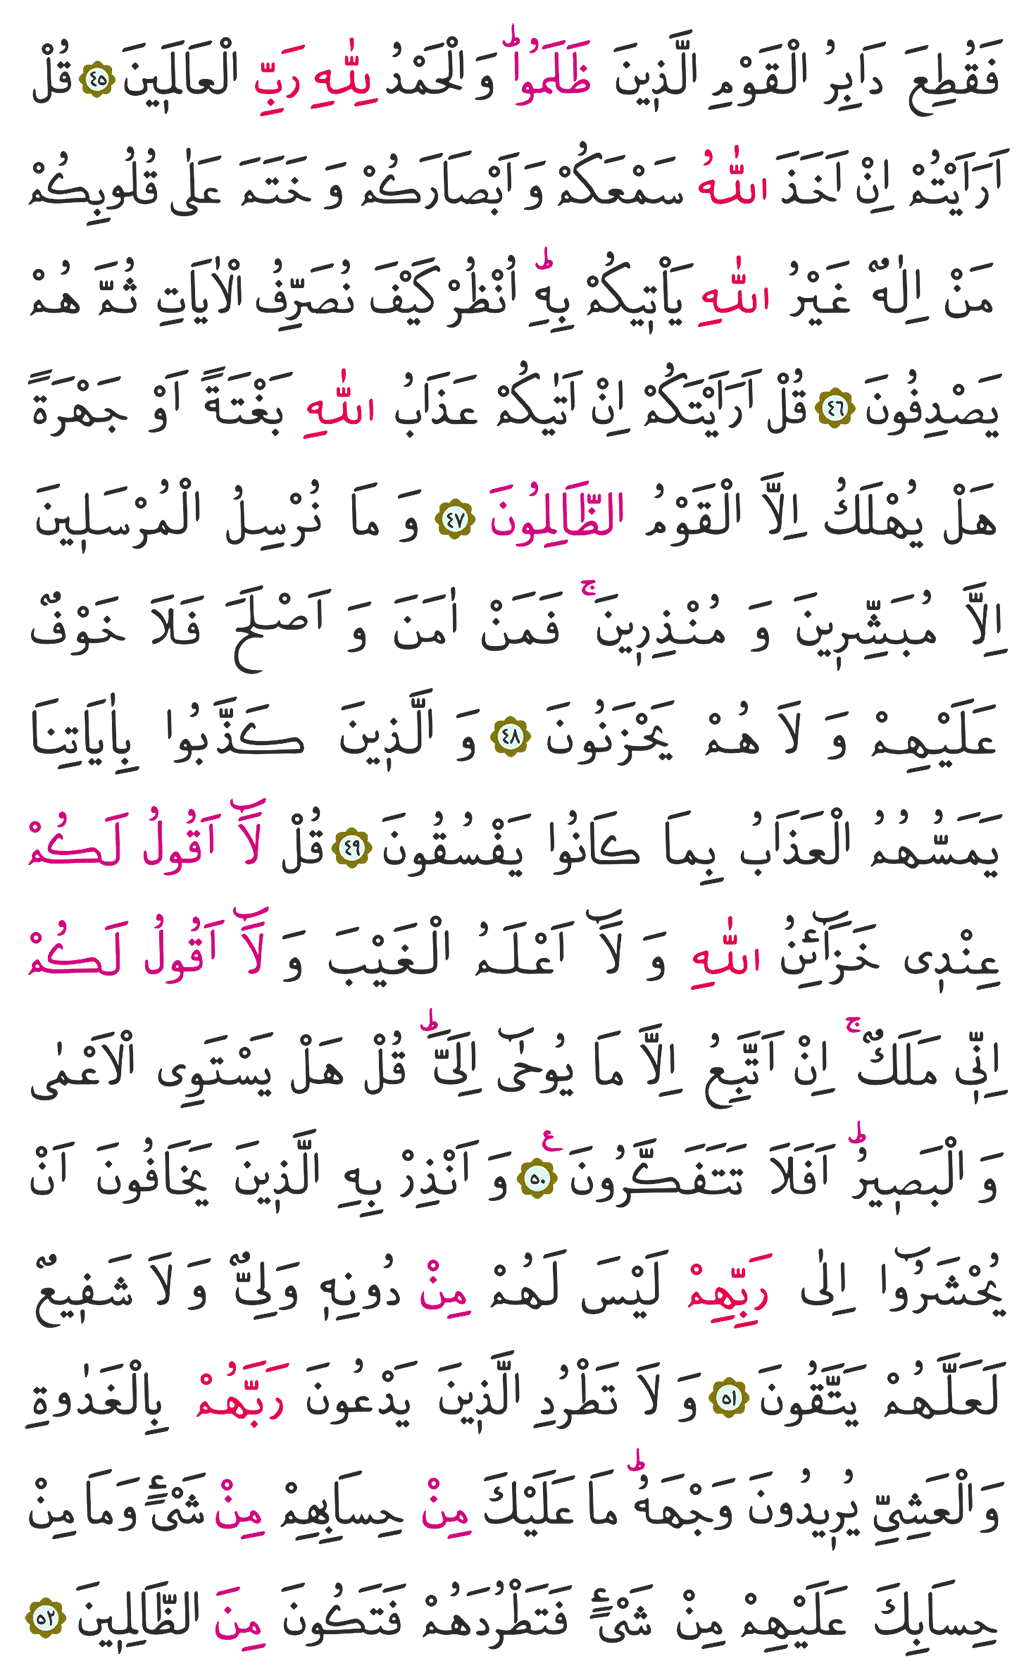 فَقُطِعَ دَابِرُ الْقَوْمِ الَّذ۪ينَ ظَلَمُواۜ وَالْحَمْدُ لِلّٰهِ رَبِّ الْعَالَم۪ينَ ﴿٤٥﴾ قُلْ
اَرَاَيْتُمْ اِنْ اَخَذَ اللّٰهُ سَمْعَكُمْ وَ اَبْصَارَكُمْ وَ خَتَمَ عَلٰى قُلُوبِكُمْ
مَنْ اِلٰهٌ غَيْرُ اللّٰهِ يَأْت۪يكُمْ بِهِؕ اُنْظُرْ كَيْفَ نُصَرِّفُ الْاٰيَاتِ ثُمَّ هُمْ
يَصْدِفُونَ ﴿٤٦﴾ قُلْ اَرَاَيْتَكُمْ اِنْ اَتٰيكُمْ عَذَابُ اللّٰهِ بَغْتَةً اَوْ جَهْرَةً
هَلْ يُهْلَكُ اِلَّا الْقَوْمُ الظَّالِمُونَ ﴿٤٧﴾ وَ مَا نُرْسِلُ الْمُرْسَل۪ينَ
اِلَّا مُبَشِّر۪ينَ وَ مُنْذِر۪ينَۚ فَمَنْ اٰمَنَ وَ اَصْلَحَ فَلَا خَوْفٌ
عَلَيْهِمْ وَ لَا هُمْ يَحْزَنُونَ ﴿٤٨﴾ وَ الَّذ۪ينَ كَذَّبُوا بِاٰيَاتِنَا
يَمَسُّهُمُ الْعَذَابُ بِمَا كَانُوا يَفْسُقُونَ ﴿٤٩﴾ قُلْ لَٓا اَقُولُ لَكُمْ
عِنْد۪ى خَزَٓائِنُ اللّٰهِ وَ لَٓا اَعْلَمُ الْغَيْبَ وَ لَٓا اَقُولُ لَكُمْ
اِنّ۪ى مَلَكٌۚ اِنْ اَتَّبِعُ اِلَّا مَا يُوحٰٓى اِلَىَّؕ قُلْ هَلْ يَسْتَوِى الْاَعْمٰى
وَ الْبَص۪يرُؕ اَفَلَا تَتَفَكَّرُونَ ﴿٥٠﴾ ع وَ اَنْذِرْ بِهِ الَّذ۪ينَ يَخَافُونَ اَنْ
يُحْشَرُٓوا اِلٰى رَبِّهِمْ لَيْسَ لَهُمْ مِنْ دُونِه۪ وَلِىٌّ وَ لَا شَف۪يعٌ
لَعَلَّهُمْ يَتَّقُونَ ﴿٥١﴾ وَ لَا تَطْرُدِ الَّذ۪ينَ يَدْعُونَ رَبَّهُمْ بِالْغَدٰوةِ
وَالْعَشِىِّ يُر۪يدُونَ وَجْهَهُؕ مَا عَلَيْكَ مِنْ حِسَابِهِمْ مِنْ شَىْءٍ وَمَا مِنْ
حِسَابِكَ عَلَيْهِمْ مِنْ شَىْءٍ فَتَطْرُدَهُمْ فَتَكُونَ مِنَ الظَّالِم۪ينَ ﴿٥٢﴾